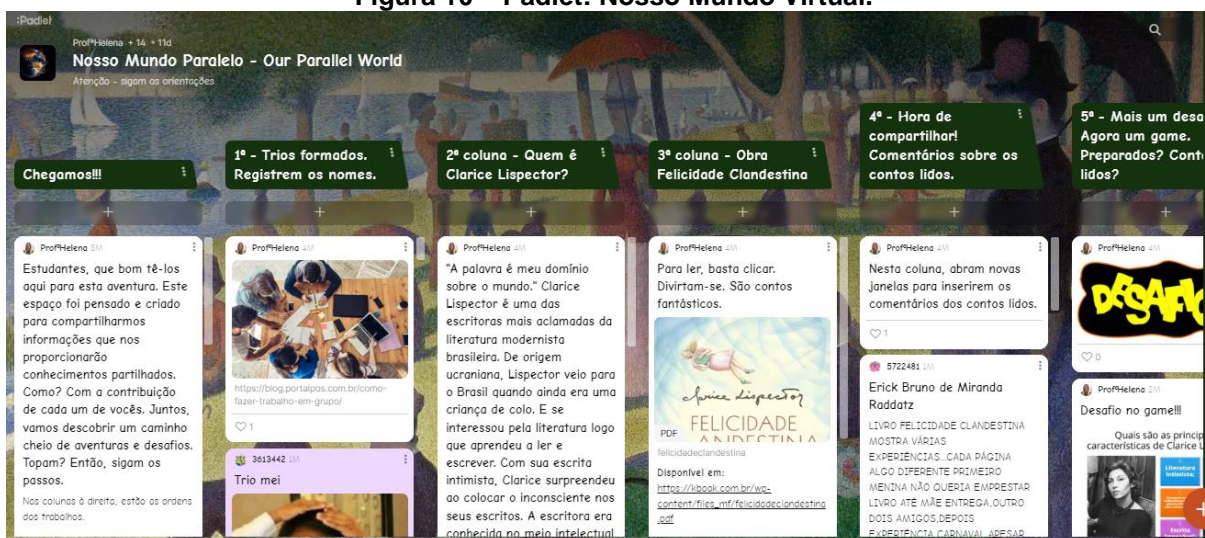 Figura 10 – Padlet: Nosso Mundo Virtual.
:Padlet
ProfªHelena + 14 • 11d
Nosso Mundo Paralelo - Our Parallel World
Atenção - sigam as orientações
Chegamos!!!
ProfªHelena 5M
Estudantes, que bom tê-los
aqui para esta aventura. Este
espaço foi pensado e criado
para compartilharmos
informações que nos
proporcionarão
conhecimentos partilhados.
Como? Com a contribuição
de cada um de vocês. Juntos,
vamos descobrir um caminho
cheio de aventuras e desafios.
Topam? Então, sigam os
passos.
Nas colunas à direita, estão as ordens
dos trabalhos.
1ª - Trios formados.
Registrem os nomes.
ProfªHelena 4M
https://blog.portalpos.com.br/como-
fazer-trabalho-em-grupo/
1
3613442 1M
Trio mei
2ª coluna - Quem é
Clarice Lispector?
ProfªHelena 4M
"A palavra é meu domínio
sobre o mundo." Clarice
Lispector é uma das
escritoras mais aclamadas da
literatura modernista
brasileira. De origem
ucraniana, Lispector veio para
o Brasil quando ainda era uma
criança de colo. E se
interessou pela literatura logo
que aprendeu a ler e
escrever. Com sua escrita
intimista, Clarice surpreendeu
ao colocar o inconsciente nos
seus escritos. A escritora era
conhecida no meio intelectual
3ª coluna - Obra
Felicidade Clandestina
ProfªHelena 4M
Para ler, basta clicar.
Divirtam-se. São contos
fantásticos.
Clarice Lispector
FELICIDADE
CLANDESTINA
PDF
felicidadeclandestina
Disponível em:
https://kbook.com.br/wp-
content/files_mf/felicidadeclandestina
.pdf
4ª - Hora de
compartilhar!
Comentários sobre os
contos lidos.
ProfªHelena 4M
Nesta coluna, abram novas
janelas para inserirem os
comentários dos contos lidos.
1
5722481 1M
Erick Bruno de Miranda
Raddatz
LIVRO FELICIDADE CLANDESTINA
MOSTRA VÁRIAS
EXPERIÊNCIAS...CADA PÁGINA
ALGO DIFERENTE PRIMEIRO
MENINA NÃO QUERIA EMPRESTAR
LIVRO ATÉ MÃE ENTREGA,OUTRO
DOIS AMIGOS,DEPOIS
EXPERIÊNCIA CARNAVAL APESAR
5ª - Mais um desa
Agora um game.
Preparados? Conto
lidos?
ProfªHelena 4M
DESAFIO
0
ProfªHelena 2M
Desafio no game!!!
Quais são as princip
características de Clarice L
Literatura
Intimista;
Escrita